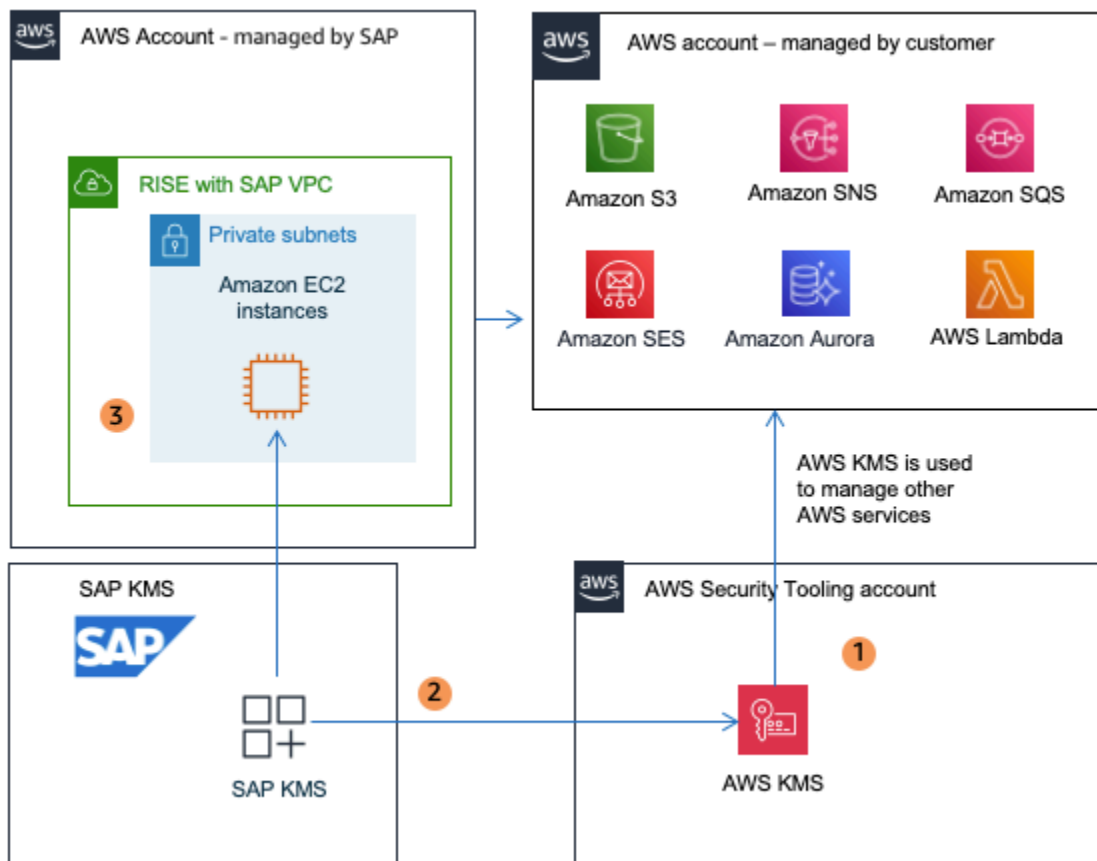 aws
AWS Account - managed by SAP
RISE with SAP VPC
Private subnets
Amazon EC2
instances
3
aws
AWS account – managed by customer
Amazon S3
Amazon SNS
Amazon SQS
Amazon SES
Amazon Aurora
AWS Lambda
AWS KMS is used
to manage other
AWS services
SAP KMS
SAP
2
SAP KMS
aws
AWS Security Tooling account
1
AWS KMS